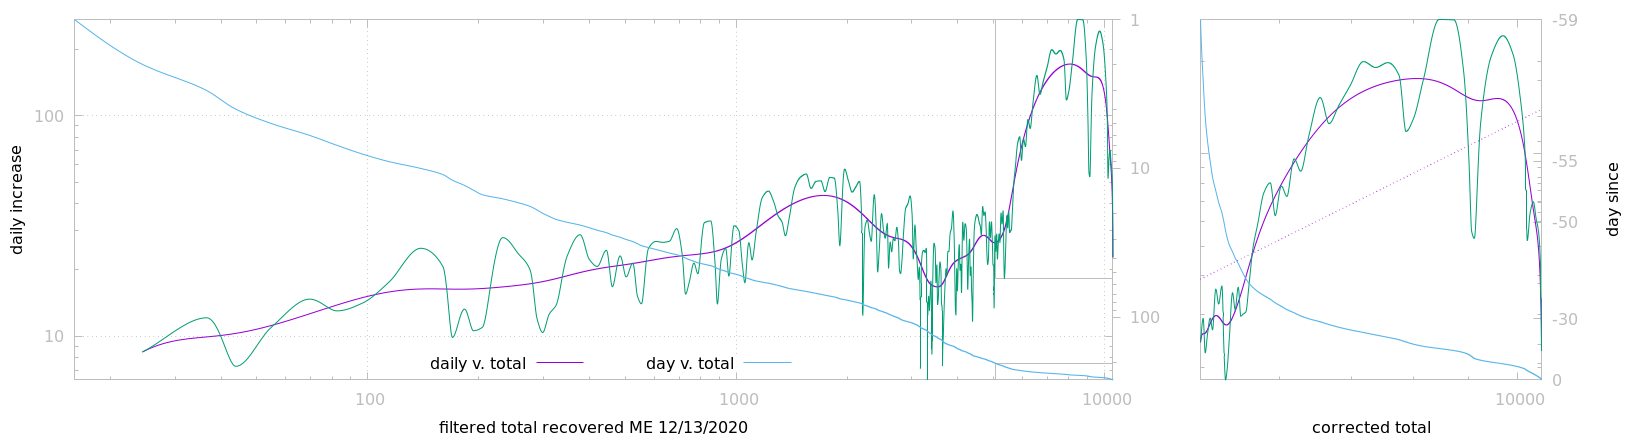 daily increase
100
10
daily v. total
day v. total
100
1000
10000
1
10
100
filtered total recovered ME 12/13/2020
-59
-55
-50
-30
0
day since
10000
corrected total